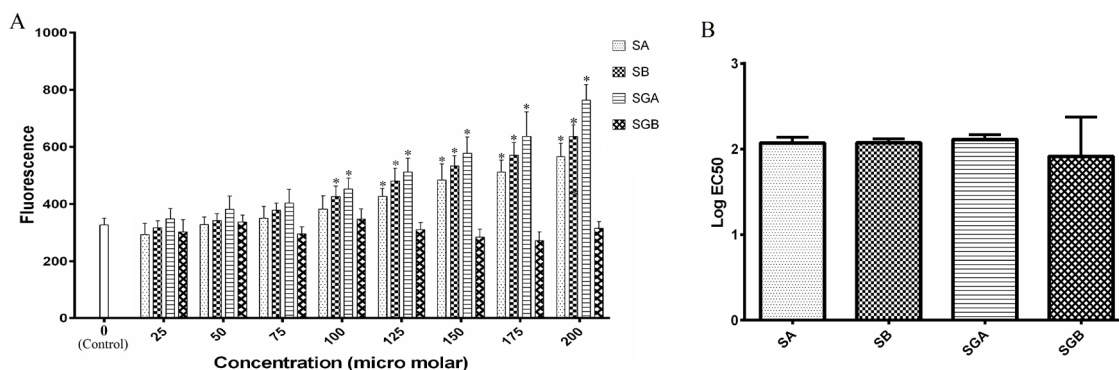 A
1000
800
600
400
200
0
Fluorescence
SA
SB
SGA
SGB
* * * * * * * * * * * * * *
0 25 50 75 100 125 150 175 200
(Control)
Concentration (micro molar)
B
3
2
1
0
Log EC50
SA SB SGA SGB